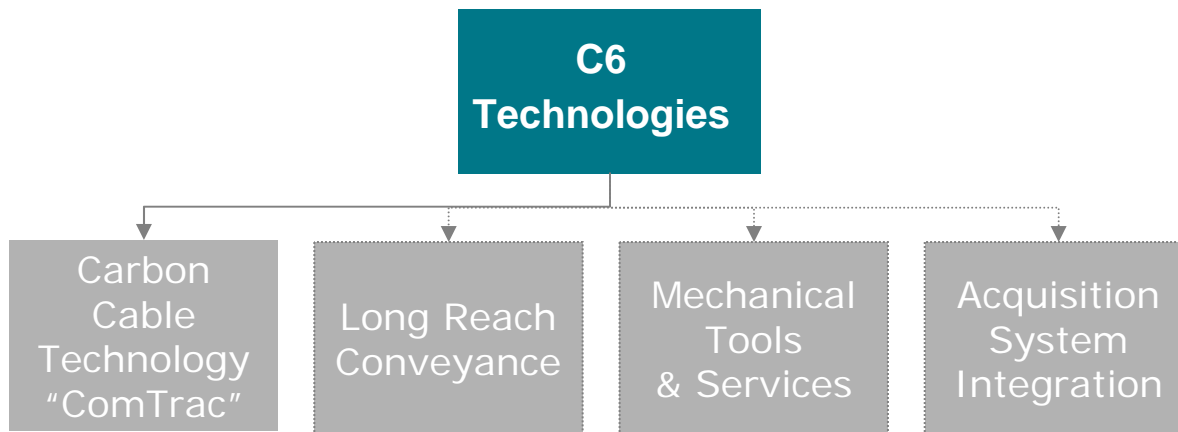 C6
Technologies
Carbon
Cable
Technology
“ComTrac”
Long Reach
Conveyance
Mechanical
Tools
& Services
Acquisition
System
Integration